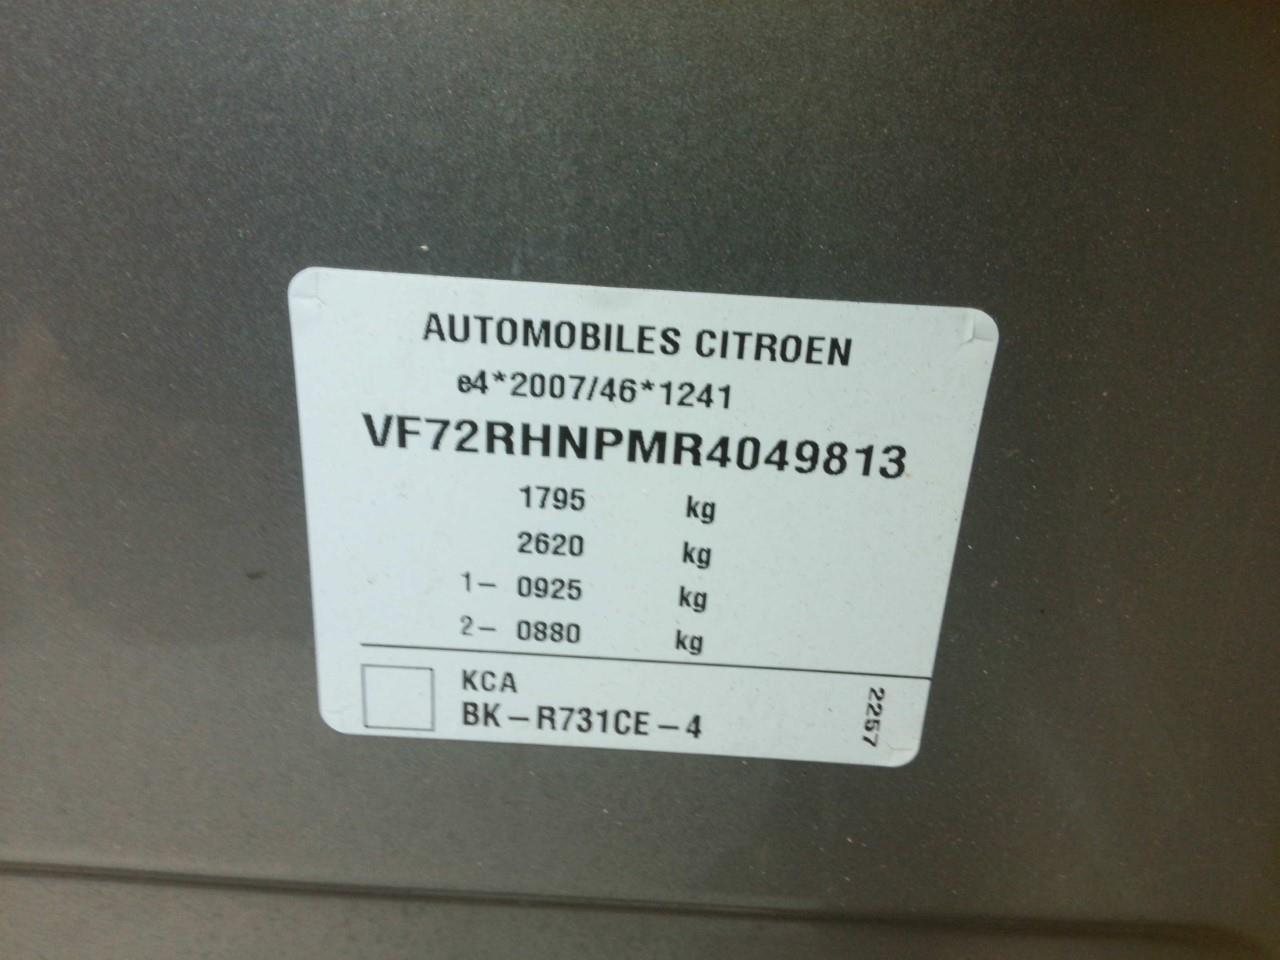 AUTOMOBILES CITROEN
e4*2007/46*1241
VF72RHNPMR4049813
1795 kg
2620 kg
1- 0925 kg
2- 0880 kg
KCA
BK-R731CE-4
2257